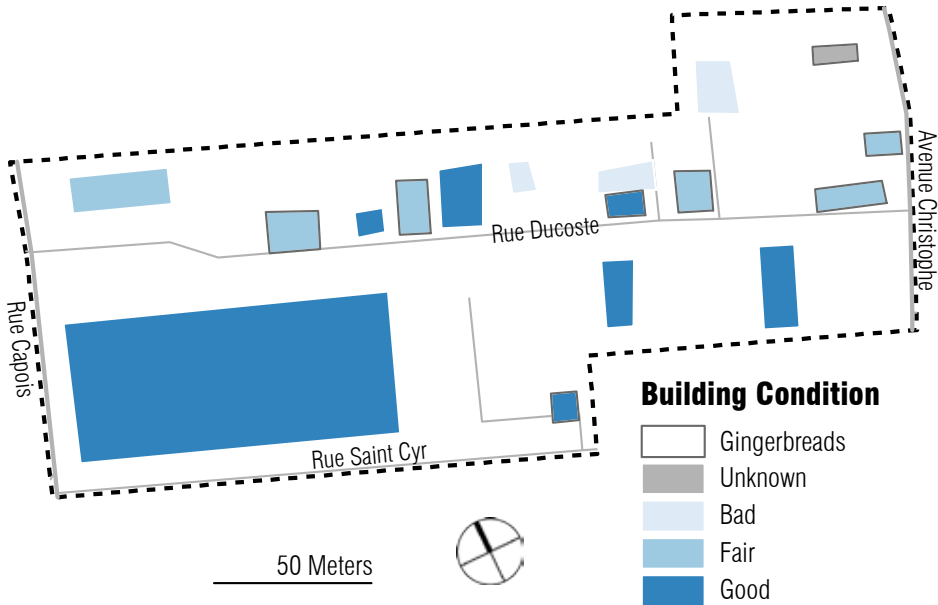 Avenue Christophe
Rue Ducoste
Rue Capois
Rue Saint Cyr
Building Condition
Gingerbreads
Unknown
Bad
Fair
Good
50 Meters